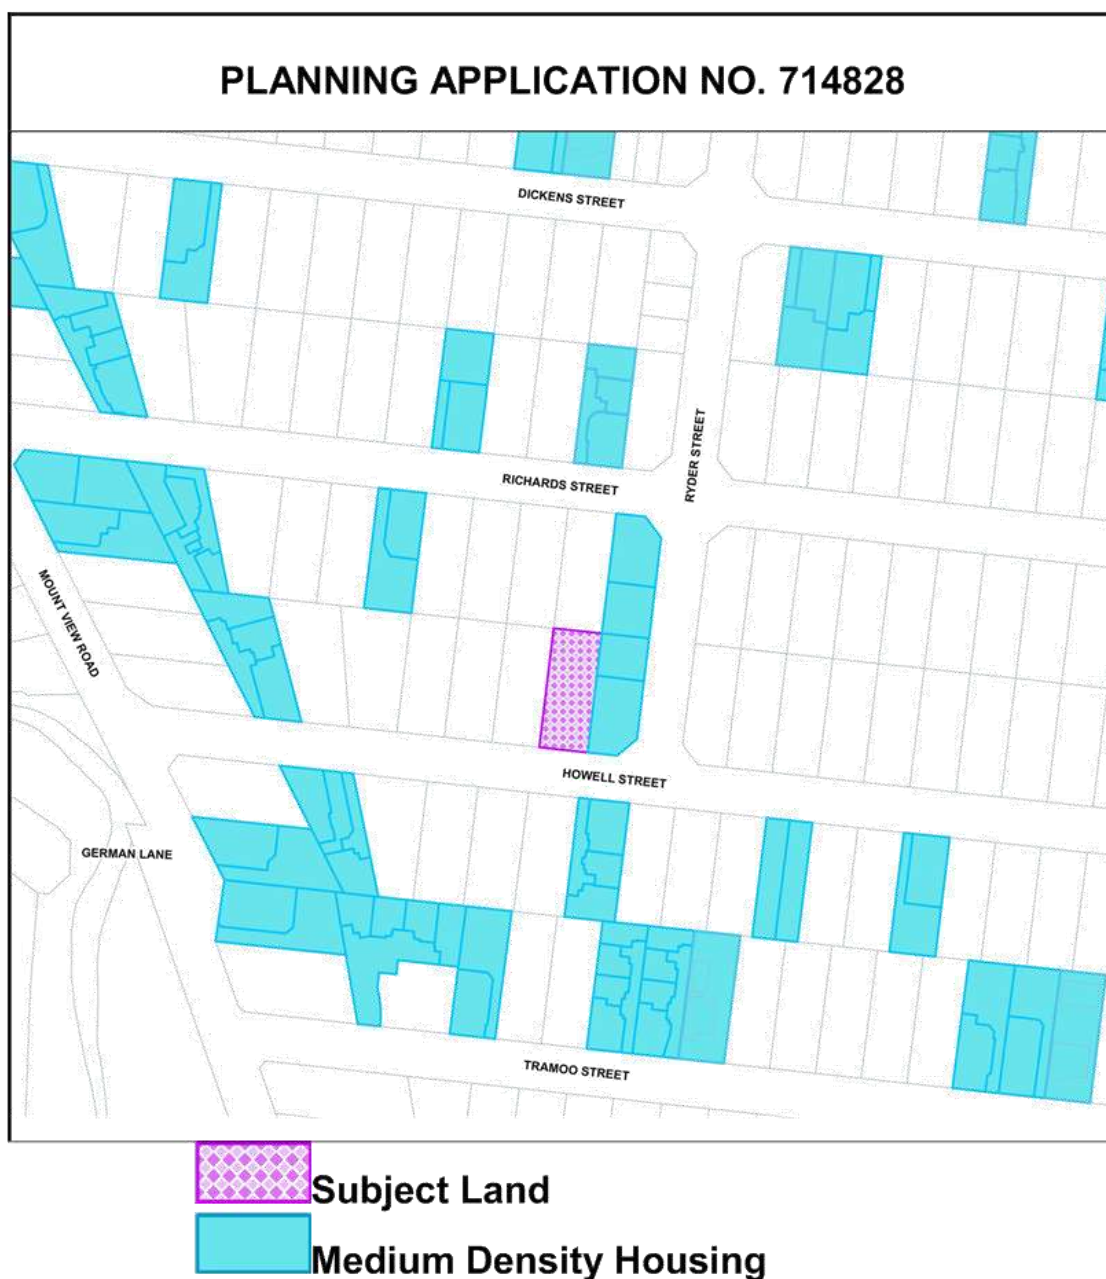 PLANNING APPLICATION NO. 714828
DICKENS STREET
RYDER STREET
RICHARDS STREET
MOUNT VIEW ROAD
HOWELL STREET
GERMAN LANE
TRAMOO STREET
Subject Land
Medium Density Housing